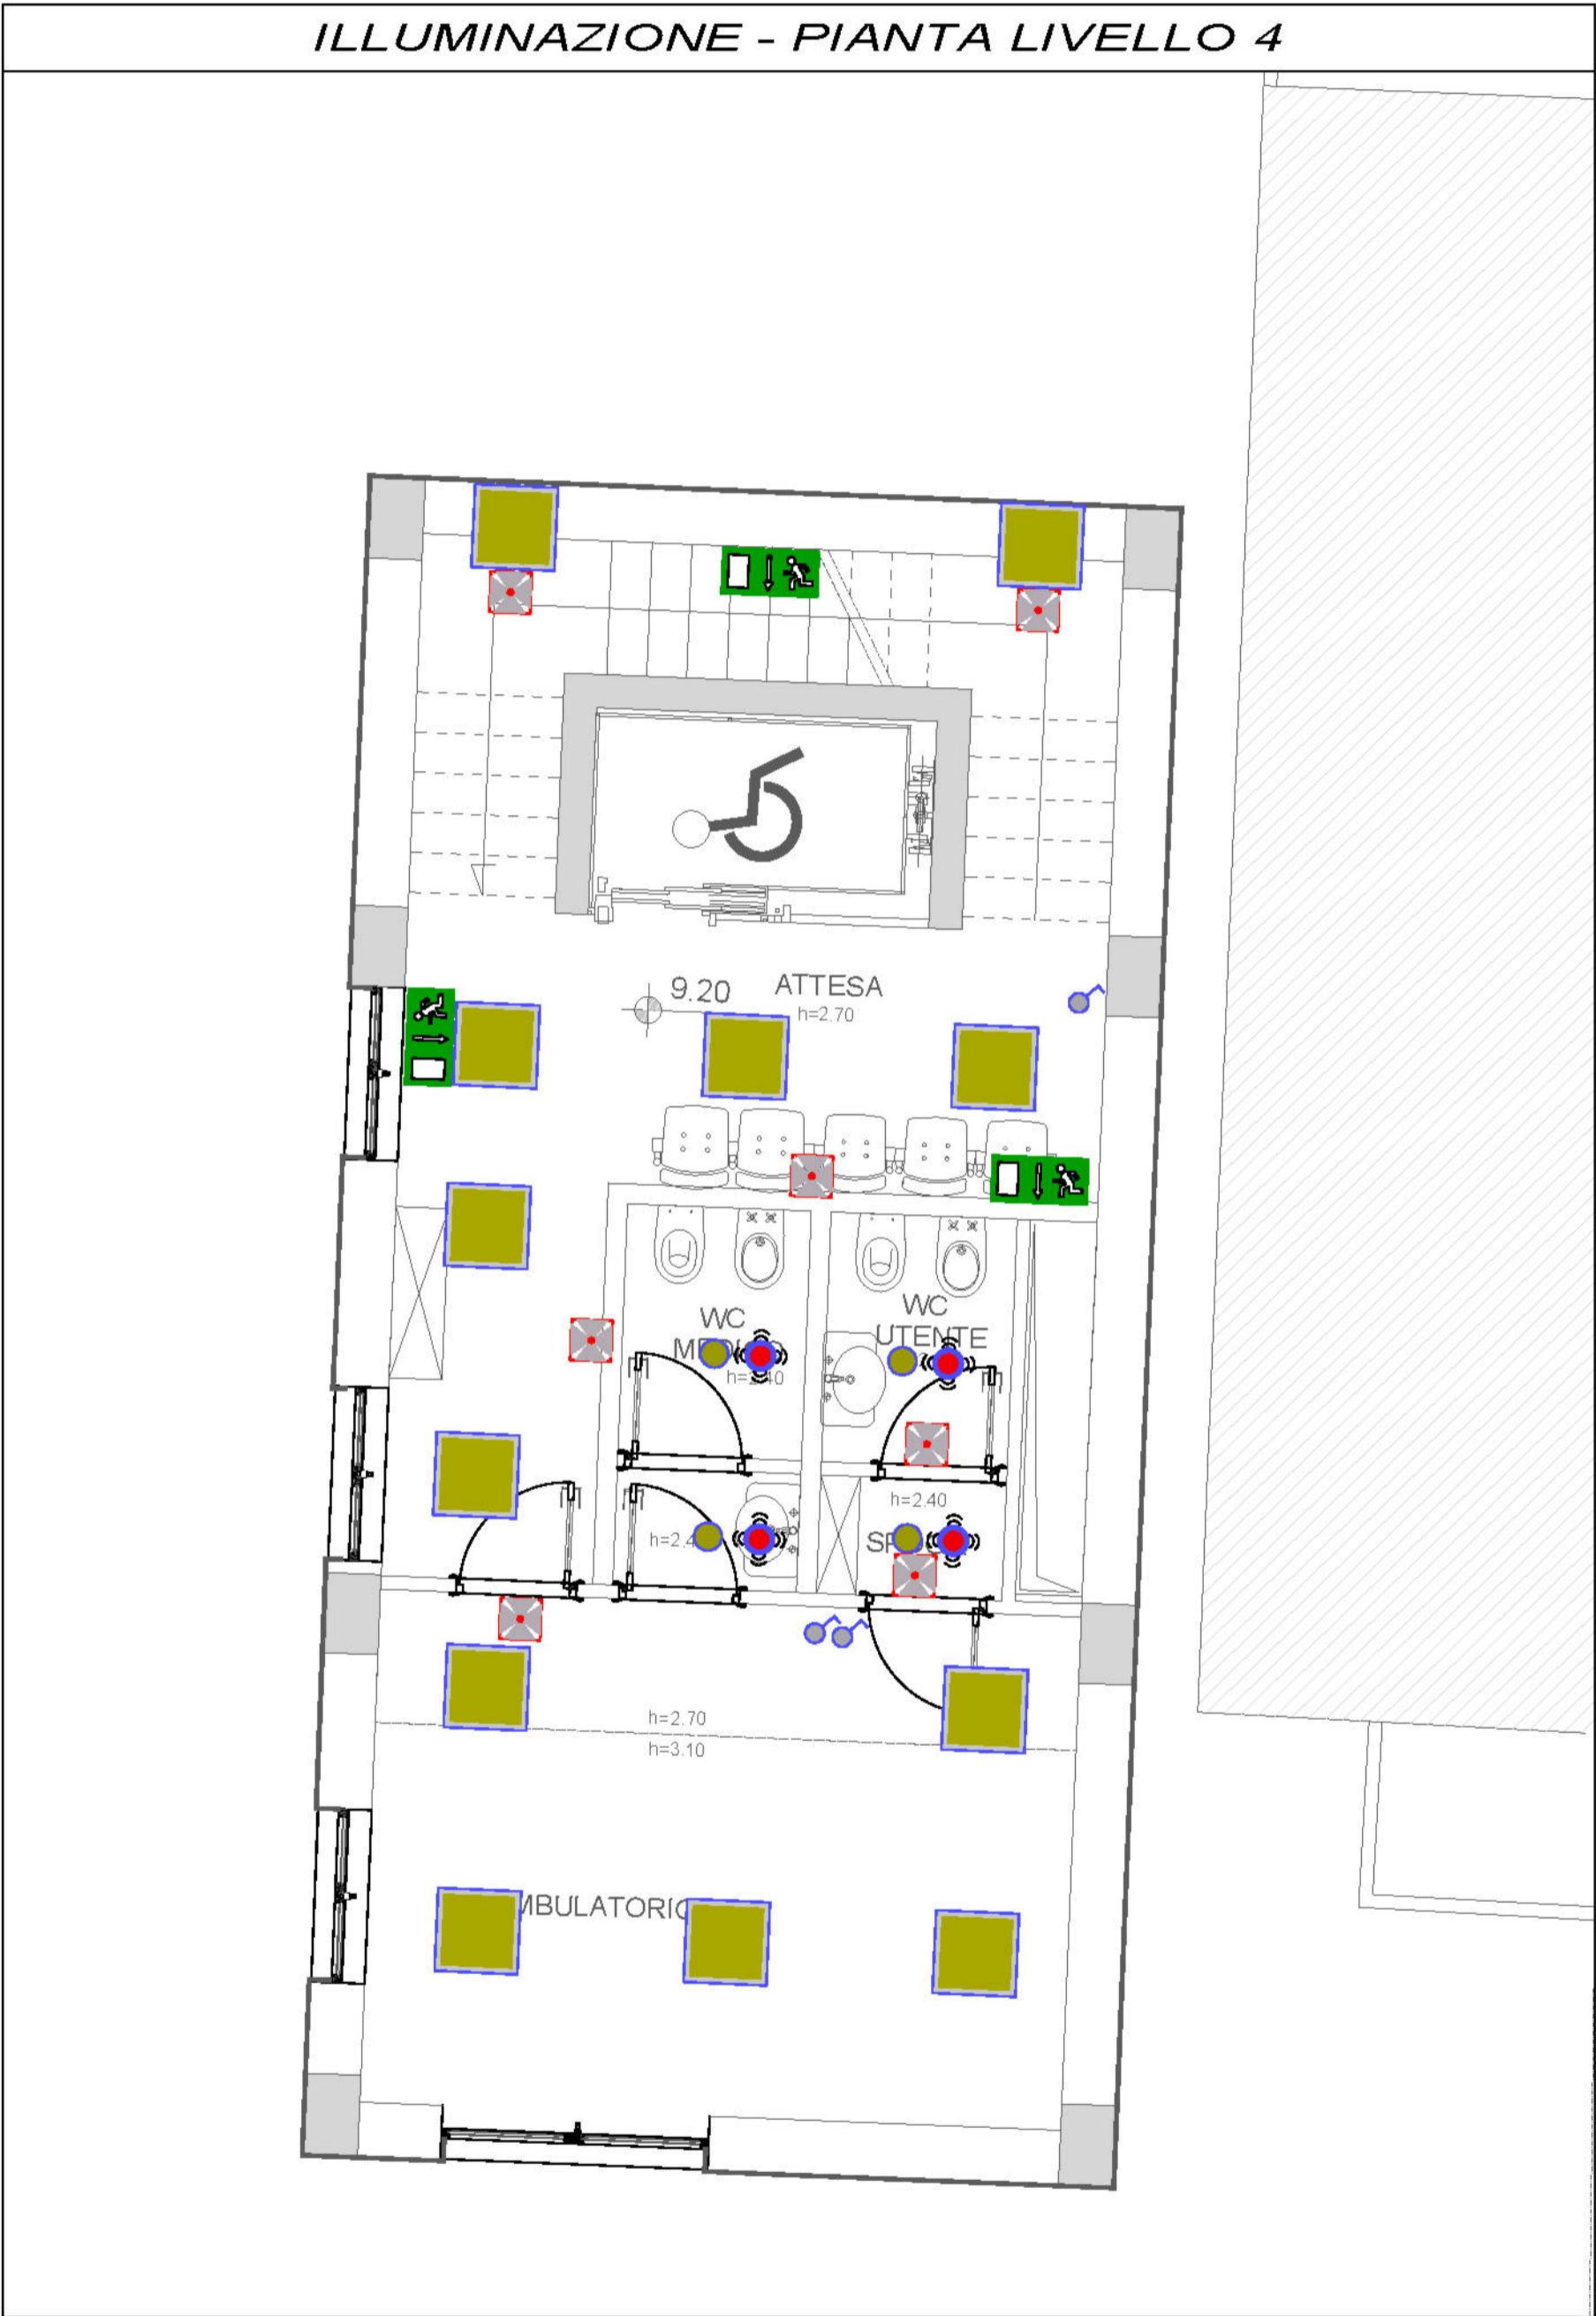 ILLUMINAZIONE - PIANTA LIVELLO 4
9.20 ATTESA
h=2.70
WC
WC
UTENTE
h=2.40
h=2.70
h=3.10